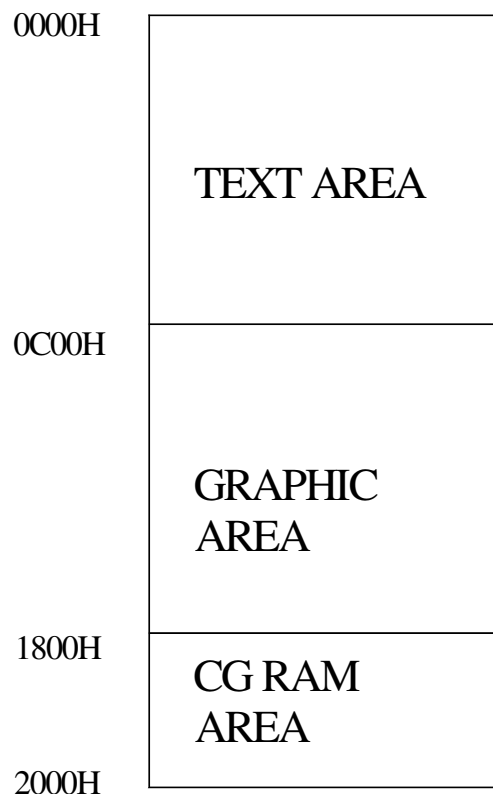 0000H
TEXT AREA
0C00H
GRAPHIC
AREA
1800H
CG RAM
AREA
2000H